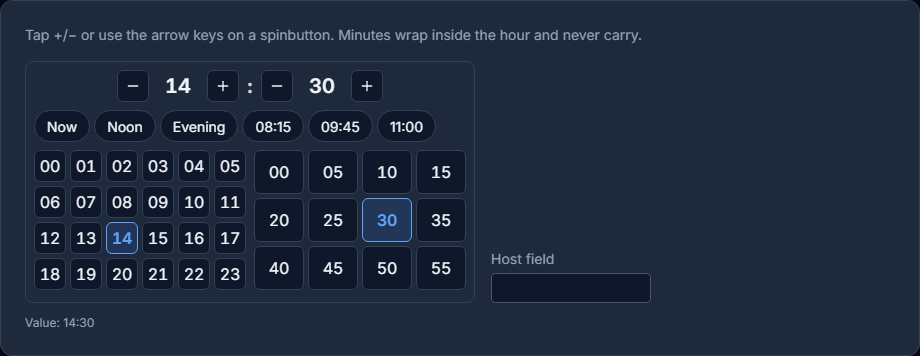 Tap +/− or use the arrow keys on a spinbutton. Minutes wrap inside the hour and never carry.
− 14 + : − 30 +
Now Noon Evening 08:15 09:45 11:00
00 01 02 03 04 05
06 07 08 09 10 11
12 13 14 15 16 17
18 19 20 21 22 23
00 05 10 15
20 25 30 35
40 45 50 55
Host field
Value: 14:30